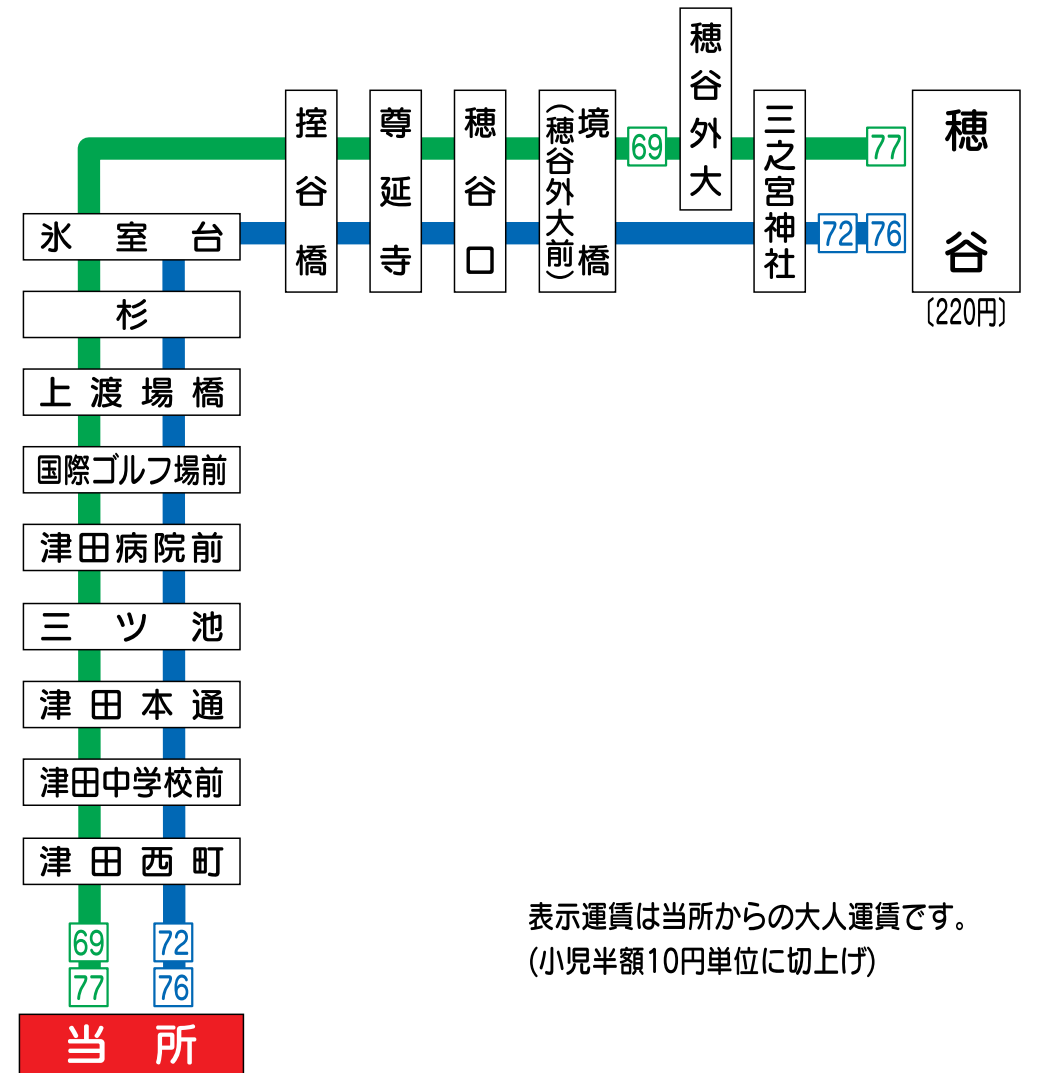 穂谷外大
摚谷橋
尊延寺
穂谷口
境橋
(穂谷外大前)
69
三之宮神社
77
72
76
穂谷
〔220円〕
氷室台
杉
上渡場橋
国際ゴルフ場前
津田病院前
三ツ池
津田本通
津田中学校前
津田西町
69
72
77
76
当所
表示運賃は当所からの大人運賃です。
(小児半額10円単位に切上げ)